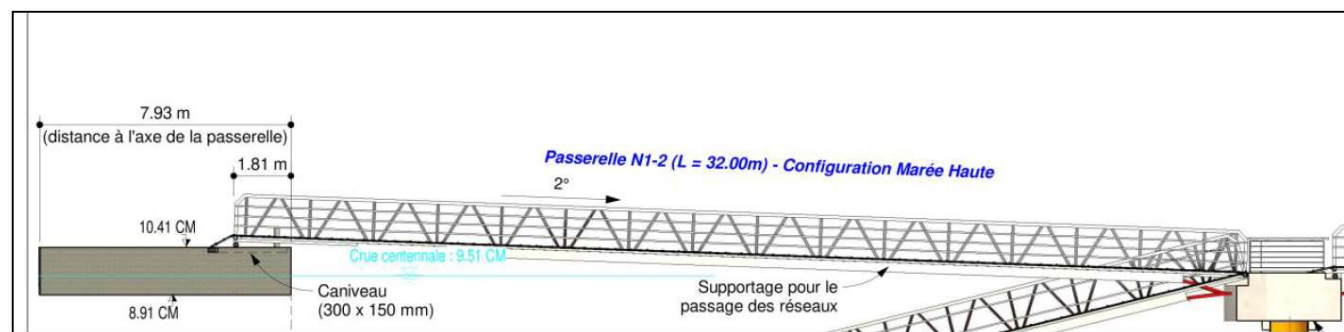 7.93 m
(distance à l'axe de la passerelle)
1.81 m
Passerelle N1-2 (L = 32.00m) - Configuration Marée Haute
2°
10.41 CM
Crue centennale : 9.51 CM
Caniveau
(300 x 150 mm)
8.91 CM
Supportage pour le
passage des réseaux